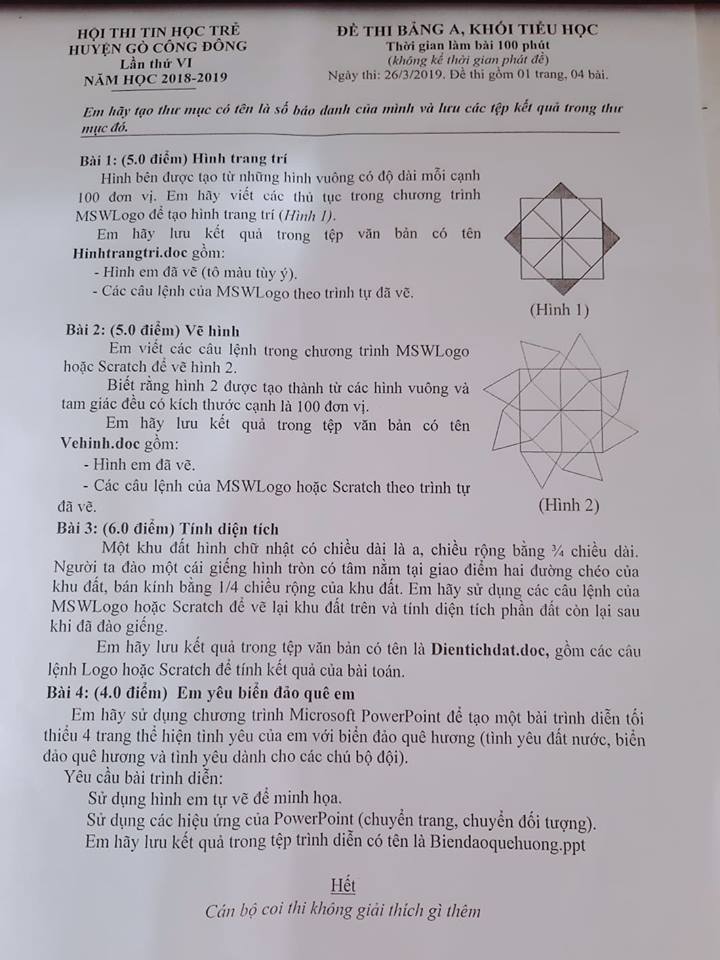 HỘI THI TIN HỌC TRẺ
HUYỆN GÒ CÔNG ĐÔNG
Lần thứ VI
NĂM HỌC 2018-2019
ĐỀ THI BẢNG A, KHỐI TIỂU HỌC
Thời gian làm bài 100 phút
(không kể thời gian phát đề)
Ngày thi: 26/3/2019. Đề thi gồm 01 trang, 04 bài.
Em hãy tạo thư mục có tên là số báo danh của mình và lưu các tệp kết quả trong thư
mục đó.
Bài 1: (5.0 điểm) Hình trang trí
Hình bên được tạo từ những hình vuông có độ dài mỗi cạnh
100 đơn vị. Em hãy viết các thủ tục trong chương trình
MSWLogo để tạo hình trang trí (Hình 1).
Em hãy lưu kết quả trong tệp văn bản có tên
Hinhtrangtri.doc gồm:
- Hình em đã vẽ (tô màu tùy ý).
- Các câu lệnh của MSWLogo theo trình tự đã vẽ.
(Hình 1)
Bài 2: (5.0 điểm) Vẽ hình
Em viết các câu lệnh trong chương trình MSWLogo
hoặc Scratch để vẽ hình 2.
Biết rằng hình 2 được tạo thành từ các hình vuông và
tam giác đều có kích thước cạnh là 100 đơn vị.
Em hãy lưu kết quả trong tệp văn bản có tên
Vehinh.doc gồm:
- Hình em đã vẽ.
- Các câu lệnh của MSWLogo hoặc Scratch theo trình tự
đã vẽ.
(Hình 2)
Bài 3: (6.0 điểm) Tính diện tích
Một khu đất hình chữ nhật có chiều dài là a, chiều rộng bằng ¾ chiều dài.
Người ta đào một cái giếng hình tròn có tâm nằm tại giao điểm hai đường chéo của
khu đất, bán kính bằng 1/4 chiều rộng của khu đất. Em hãy sử dụng các câu lệnh của
MSWLogo hoặc Scratch để vẽ lại khu đất trên và tính diện tích phần đất còn lại sau
khi đã đào giếng.
Em hãy lưu kết quả trong tệp văn bản có tên là Dientichdat.doc, gồm các câu
lệnh Logo hoặc Scratch để tính kết quả của bài toán.
Bài 4: (4.0 điểm) Em yêu biển đảo quê em
Em hãy sử dụng chương trình Microsoft PowerPoint để tạo một bài trình diễn tối
thiểu 4 trang thể hiện tình yêu của em với biển đảo quê hương (tình yêu đất nước, biển
đảo quê hương và tình yêu dành cho các chú bộ đội).
Yêu cầu bài trình diễn:
Sử dụng hình em tự vẽ để minh họa.
Sử dụng các hiệu ứng của PowerPoint (chuyển trang, chuyển đối tượng).
Em hãy lưu kết quả trong tệp trình diễn có tên là Biendaoquehuong.ppt
Hết
Cán bộ coi thi không giải thích gì thêm